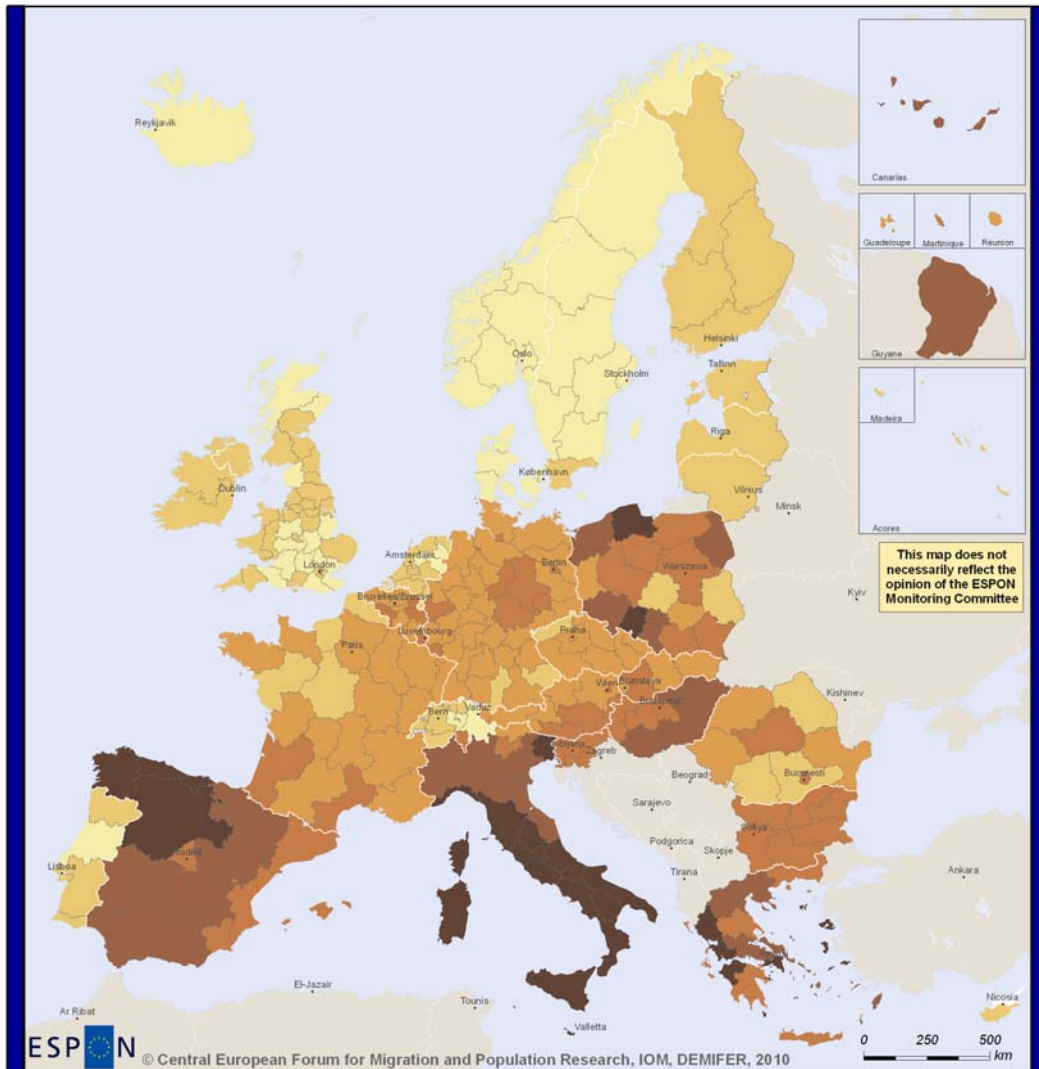 Reykjavik
Canarias
Guadeloupe
Martinique
Réunion
Guyane
Madeira
Acores
This map does not
necessarily reflect the
opinion of the ESPON
Monitoring Committee
Helsinki
Oslo
Tallinn
Stockholm
Riga
København
Dublin
Vilnius
Minsk
Amsterdam
London
Berlin
Warszawa
Bruxelles/Brussel
Kyiv
Luxembourg
Praha
Paris
Wien
Bratislava
Kishinev
Bern
Vaduz
Budapest
Ljubljana
Zagreb
Beograd
Bucuresti
Sarajevo
Podgorica
Sofiya
Skopje
Madrid
Lisboa
Tirana
Ankara
El-Jazair
Tounis
Nicosia
Ar Ribat
Valletta
ESPON
© Central European Forum for Migration and Population Research, IOM, DEMIFER, 2010
0 250 500
km